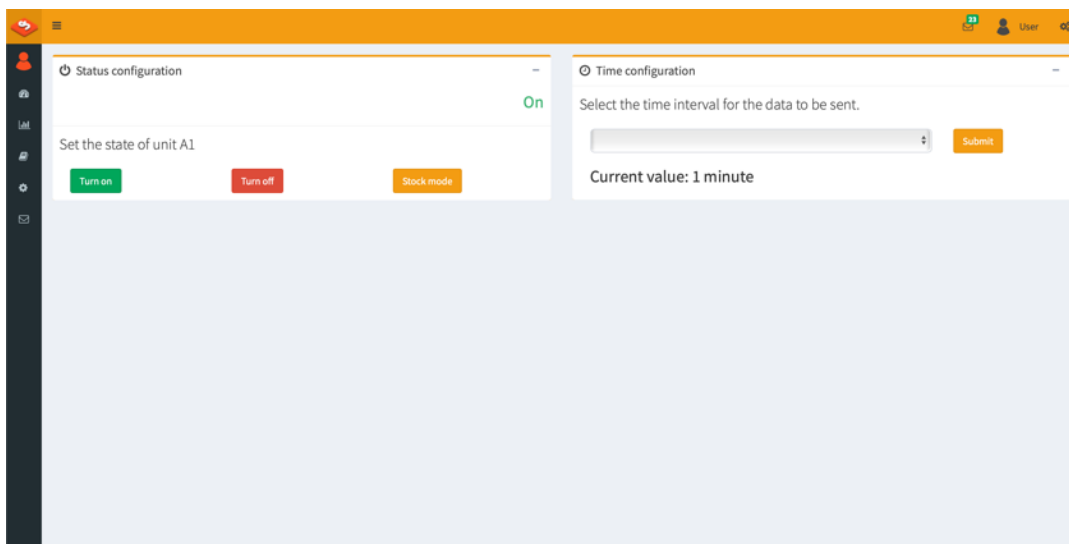 23
User
Status configuration
On
Set the state of unit A1
Turn on
Turn off
Stock mode
Time configuration
Select the time interval for the data to be sent.
Submit
Current value: 1 minute